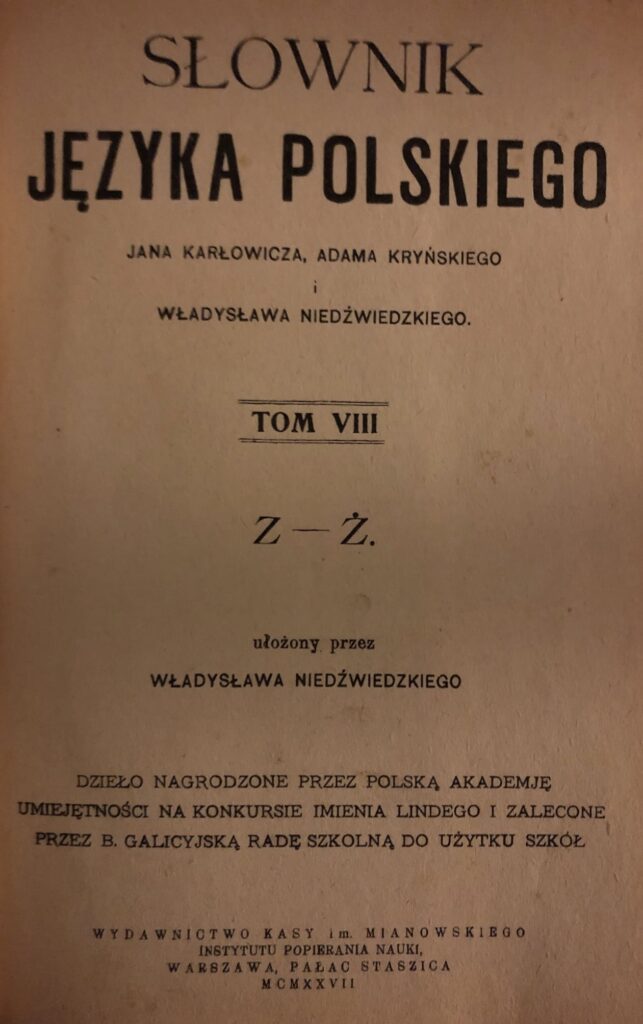 SŁOWNIK
JĘZYKA POLSKIEGO
JANA KARŁOWICZA, ADAMA KRYŃSKIEGO
i
WŁADYSŁAWA NIEDŹWIEDZKIEGO.
TOM VIII
Z — Ż.
ułożony przez
WŁADYSŁAWA NIEDŹWIEDZKIEGO
DZIEŁO NAGRODZONE PRZEZ POLSKĄ AKADEMJĘ
UMIEJĘTNOŚCI NA KONKURSIE IMIENIA LINDEGO I ZALECONE
PRZEZ B. GALICYJSKĄ RADĘ SZKOLNĄ DO UŻYTKU SZKÓŁ
WYDAWNICTWO KASY im. MIANOWSKIEGO
INSTYTUTU POPIERANIA NAUKI,
WARSZAWA, PAŁAC STASZICA
MCMXXVII